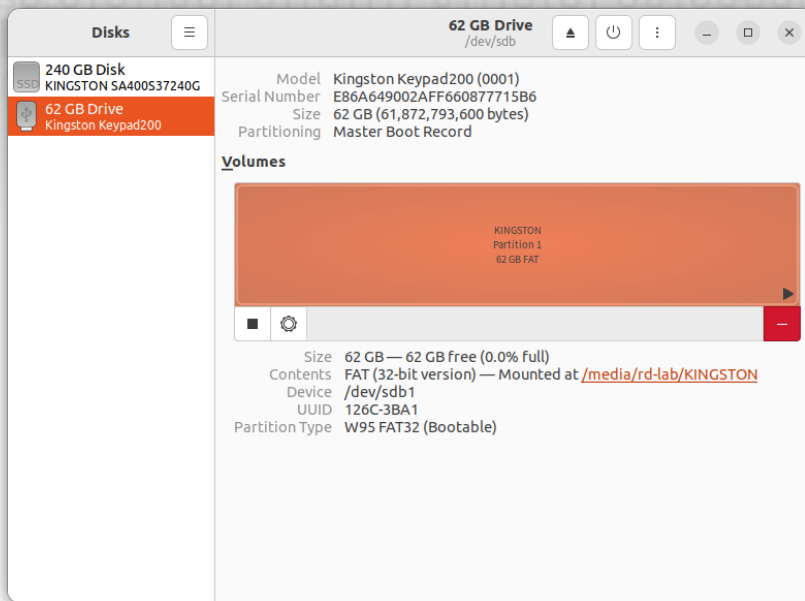 Disks
62 GB Drive
/dev/sdb
SSD
240 GB Disk
KINGSTON SA400S37240G
62 GB Drive
Kingston Keypad200
Model Kingston Keypad200 (0001)
Serial Number E86A649002AFF660877715B6
Size 62 GB (61,872,793,600 bytes)
Partitioning Master Boot Record
Volumes
KINGSTON
Partition 1
62 GB FAT
Size 62 GB — 62 GB free (0.0% full)
Contents FAT (32-bit version) — Mounted at /media/rd-lab/KINGSTON
Device /dev/sdb1
UUID 126C-3BA1
Partition Type W95 FAT32 (Bootable)